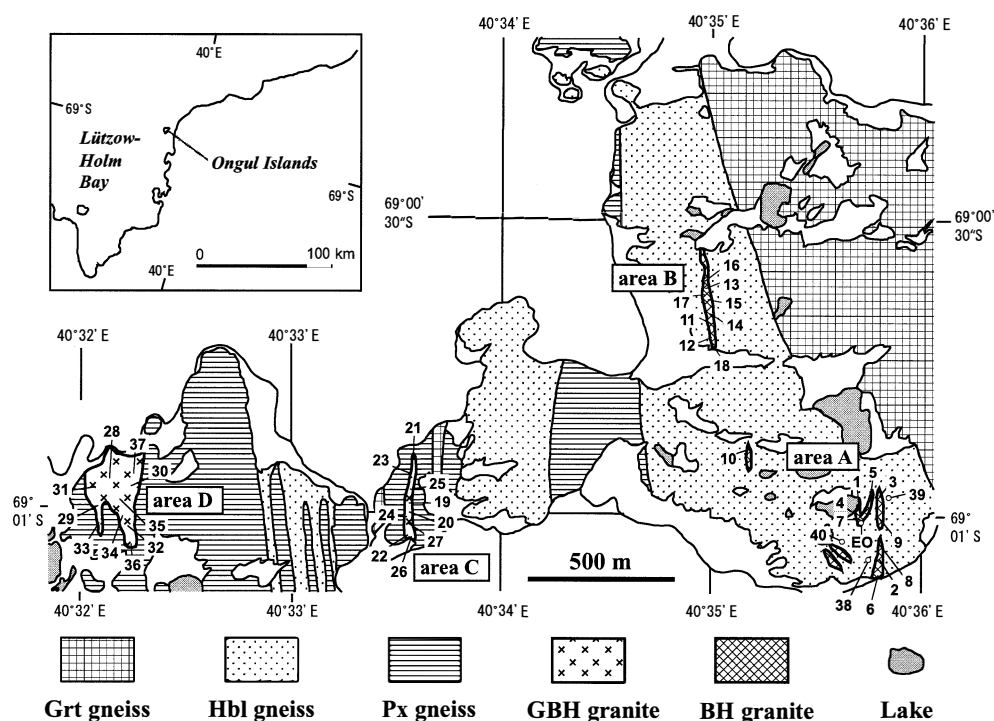 40°34' E
40°35' E
40°36' E
40°E
69°S
Lützow-
Holm
Bay
Ongul Islands
69°S
0 100 km
40°E
69°00'
30"S
69°00'
30"S
area B
16
13
17
15
11
14
12
18
40°32' E
40°33' E
28
37
21
23
30
31
area D
25
19
10
area A
1
5
3
39
69°
01' S
29
35
24
20
4
7
33
34
32
36
22
27
26
area C
40
EO
9
69°
01' S
500 m
38
6
2
8
40°32' E
40°33' E
40°34' E
40°35' E
40°36' E
Grt gneiss
Hbl gneiss
Px gneiss
GBH granite
BH granite
Lake